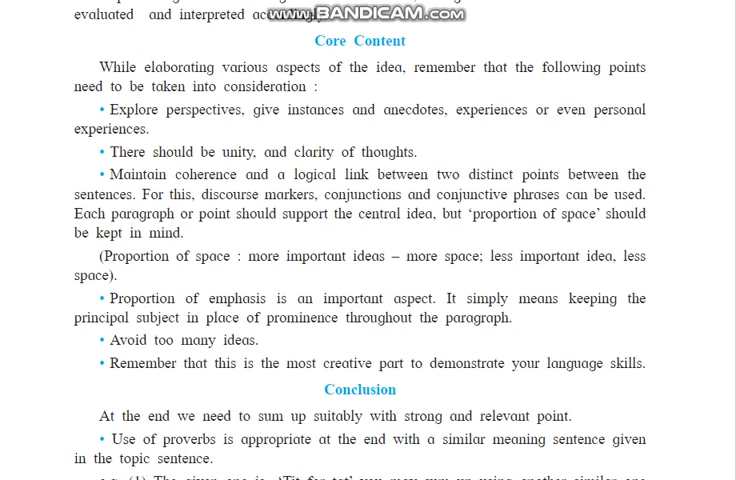 evaluated and interpreted accordingly
www.BANDICAM.com
Core Content
While elaborating various aspects of the idea, remember that the following points
need to be taken into consideration :
• Explore perspectives, give instances and anecdotes, experiences or even personal
experiences.
• There should be unity, and clarity of thoughts.
• Maintain coherence and a logical link between two distinct points between the
sentences. For this, discourse markers, conjunctions and conjunctive phrases can be used.
Each paragraph or point should support the central idea, but ‘proportion of space’ should
be kept in mind.
(Proportion of space : more important ideas – more space; less important idea, less
space).
• Proportion of emphasis is an important aspect. It simply means keeping the
principal subject in place of prominence throughout the paragraph.
• Avoid too many ideas.
• Remember that this is the most creative part to demonstrate your language skills.
Conclusion
At the end we need to sum up suitably with strong and relevant point.
• Use of proverbs is appropriate at the end with a similar meaning sentence given
in the topic sentence.